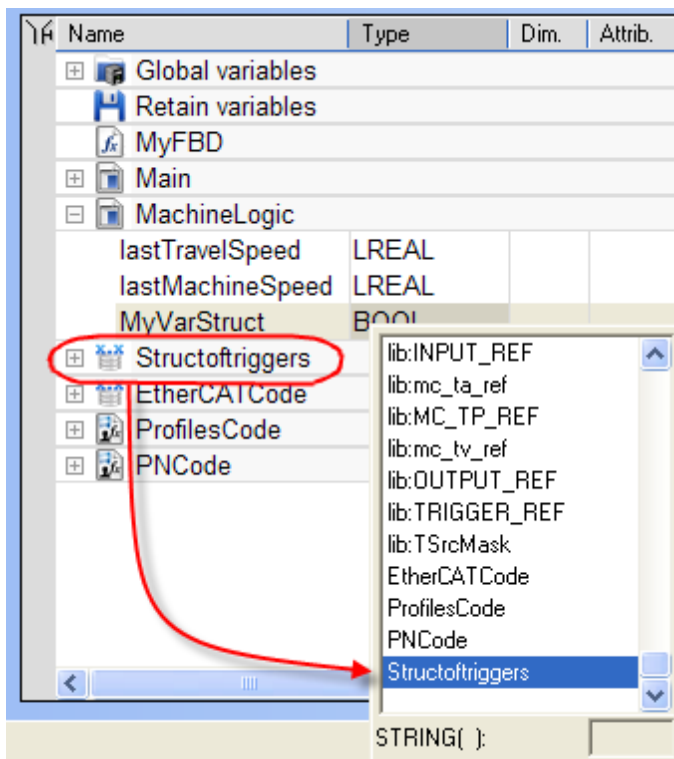 Name Type Dim. Attrib.
Global variables
Retain variables
MyFBD
Main
MachineLogic
lastTravelSpeed LREAL
lastMachineSpeed LREAL
MyVarStruct BOOL
Structoftriggers
EtherCATCode
ProfilesCode
PNCode
lib:INPUT_REF
lib:mc_ta_ref
lib:MC_TP_REF
lib:mc_tv_ref
lib:OUTPUT_REF
lib:TRIGGER_REF
lib:TSrcMask
EtherCATCode
ProfilesCode
PNCode
Structoftriggers
STRING( ):